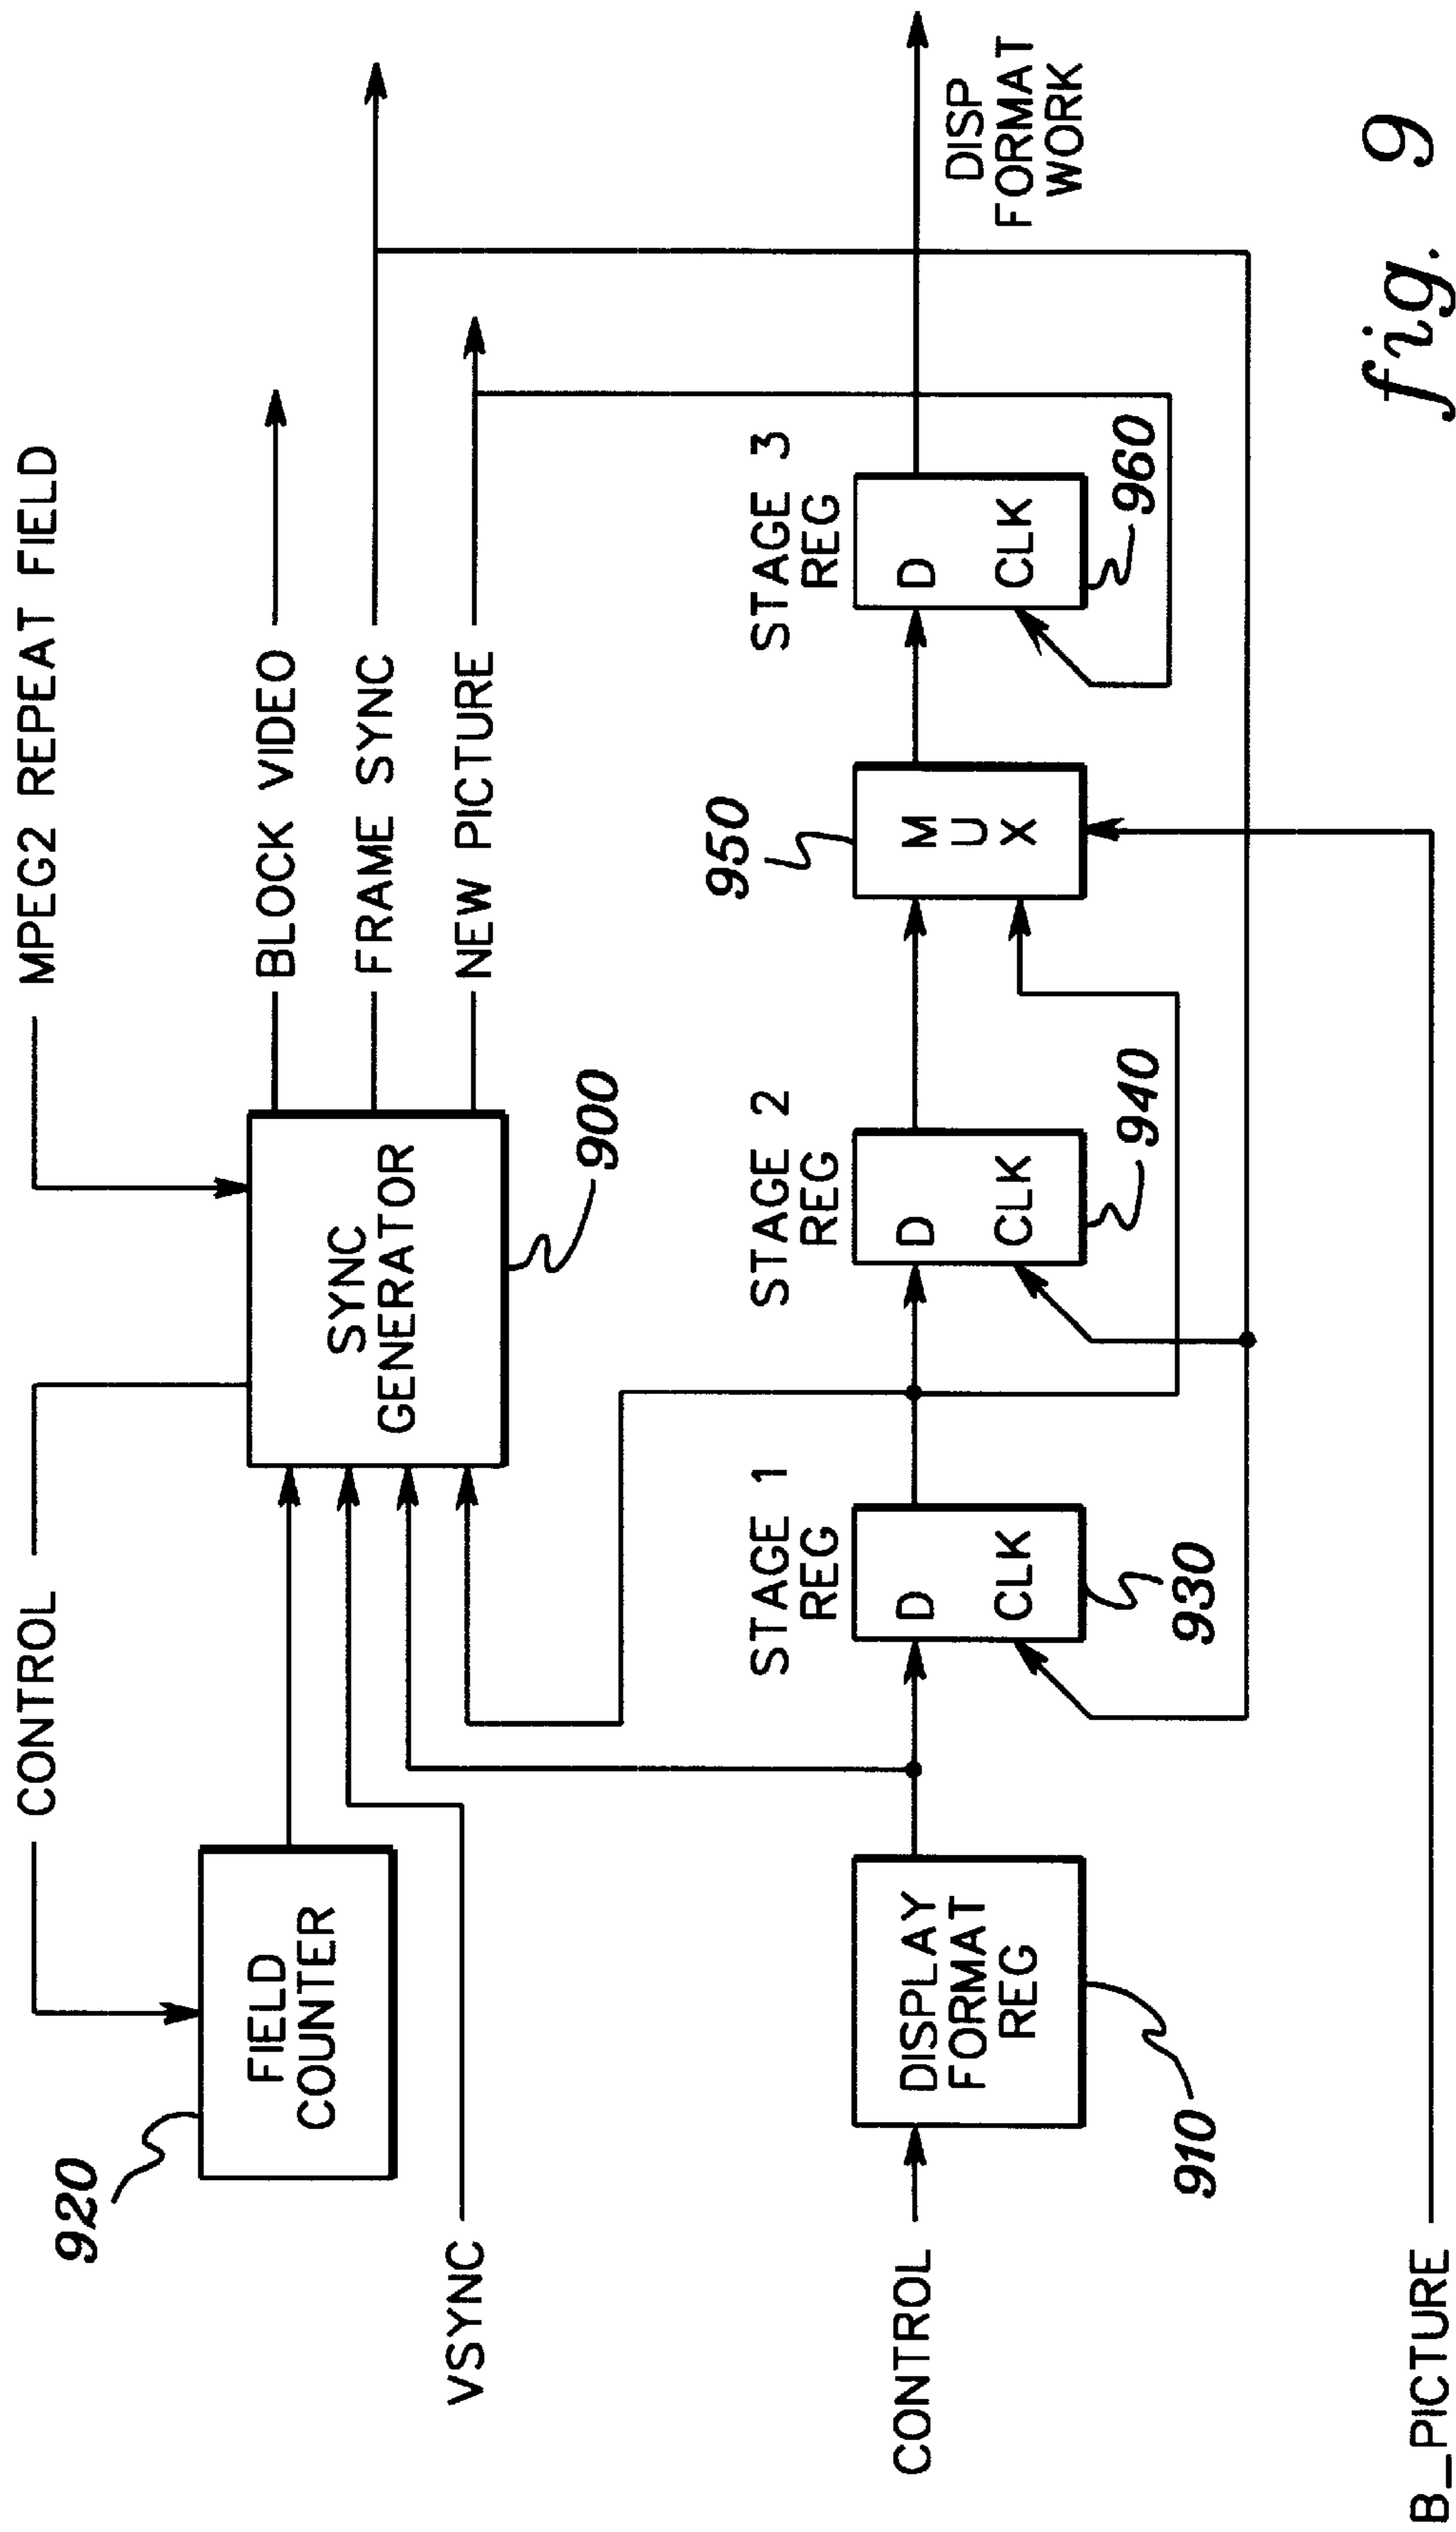 MPEG2 REPEAT FIELD
CONTROL
920
FIELD
COUNTER
SYNC
GENERATOR
900
BLOCK VIDEO
FRAME SYNC
NEW PICTURE
VSYNC
CONTROL
DISPLAY
FORMAT
REG
910
STAGE 1
REG
D
CLK
930
STAGE 2
REG
D
CLK
940
950
M
U
X
STAGE 3
REG
D
CLK
960
DISP
FORMAT
WORK
B_PICTURE
fig. 9